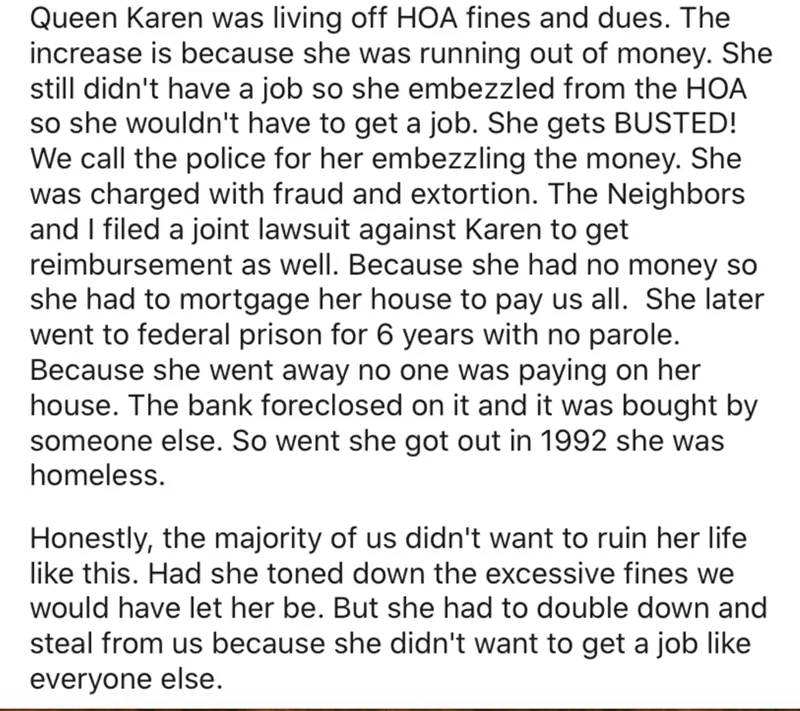 Queen Karen was living off HOA fines and dues. The
increase is because she was running out of money. She
still didn't have a job so she embezzled from the HOA
so she wouldn't have to get a job. She gets BUSTED!
We call the police for her embezzling the money. She
was charged with fraud and extortion. The Neighbors
and I filed a joint lawsuit against Karen to get
reimbursement as well. Because she had no money so
she had to mortgage her house to pay us all.  She later
went to federal prison for 6 years with no parole.
Because she went away no one was paying on her
house. The bank foreclosed on it and it was bought by
someone else. So went she got out in 1992 she was
homeless.

Honestly, the majority of us didn't want to ruin her life
like this. Had she toned down the excessive fines we
would have let her be. But she had to double down and
steal from us because she didn't want to get a job like
everyone else.